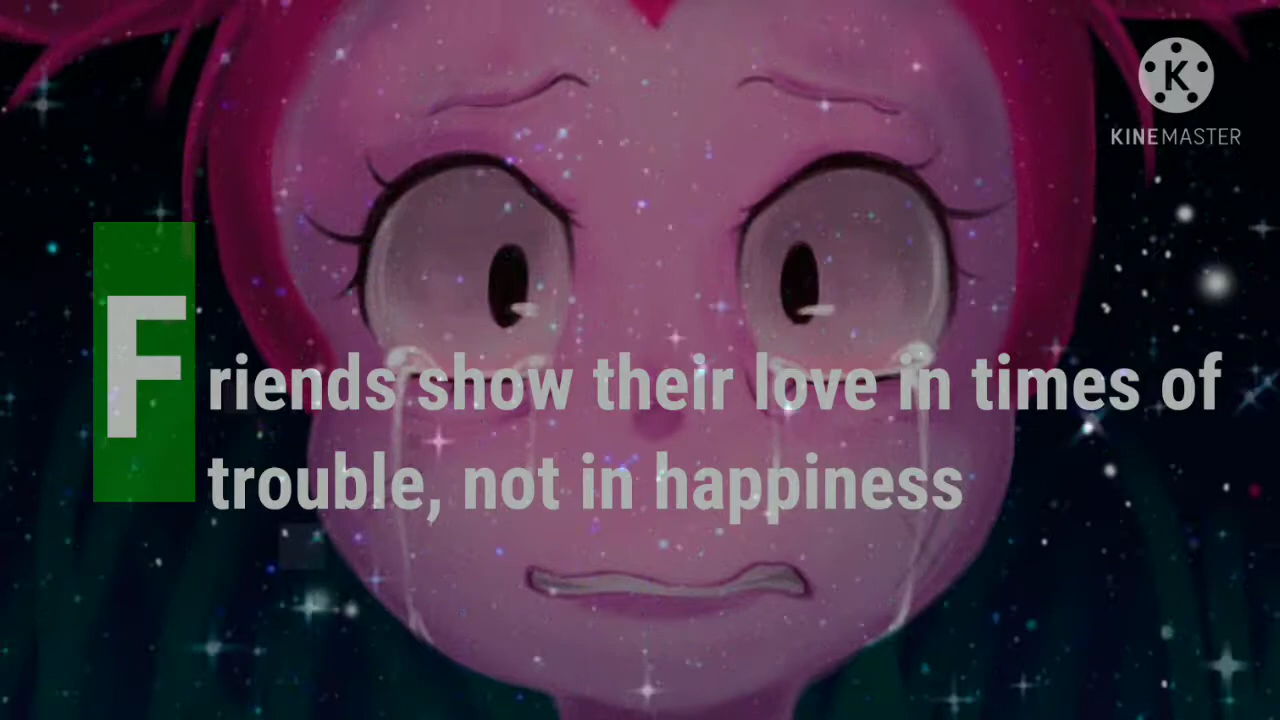 K
KINEMASTER
Friends show their love in times of
trouble, not in happiness